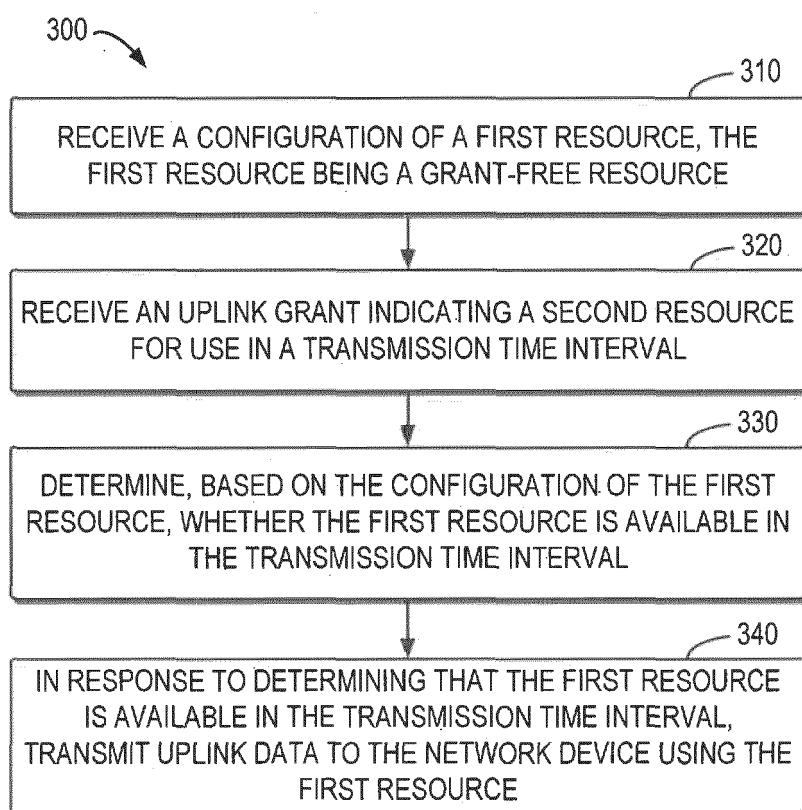 300
310
RECEIVE A CONFIGURATION OF A FIRST RESOURCE, THE
FIRST RESOURCE BEING A GRANT-FREE RESOURCE
320
RECEIVE AN UPLINK GRANT INDICATING A SECOND RESOURCE
FOR USE IN A TRANSMISSION TIME INTERVAL
330
DETERMINE, BASED ON THE CONFIGURATION OF THE FIRST
RESOURCE, WHETHER THE FIRST RESOURCE IS AVAILABLE IN
THE TRANSMISSION TIME INTERVAL
340
IN RESPONSE TO DETERMINING THAT THE FIRST RESOURCE
IS AVAILABLE IN THE TRANSMISSION TIME INTERVAL,
TRANSMIT UPLINK DATA TO THE NETWORK DEVICE USING THE
FIRST RESOURCE